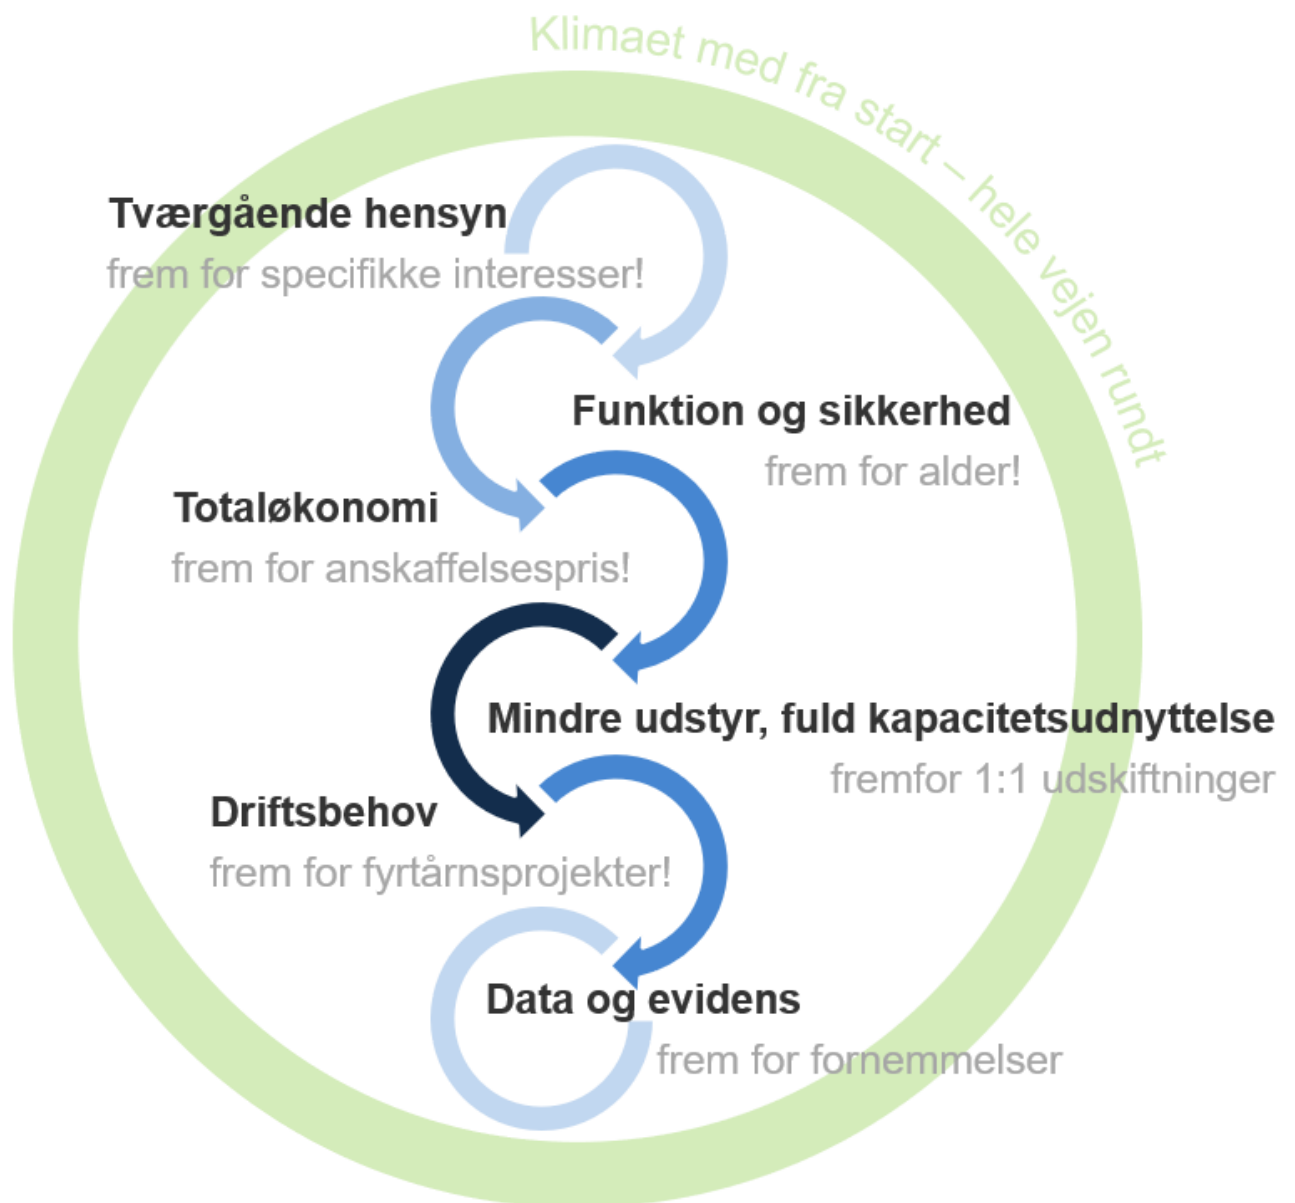 Klimaet med fra start – hele vejen rundt
Tværgående hensyn
frem for specifikke interesser!
Funktion og sikkerhed
frem for alder!
Totaløkonomi
frem for anskaffelsespris!
Mindre udstyr, fuld kapacitetsudnyttelse
fremfor 1:1 udskiftninger
Driftsbehov
frem for fyrtårnsprojekter!
Data og evidens
frem for fornemmelser